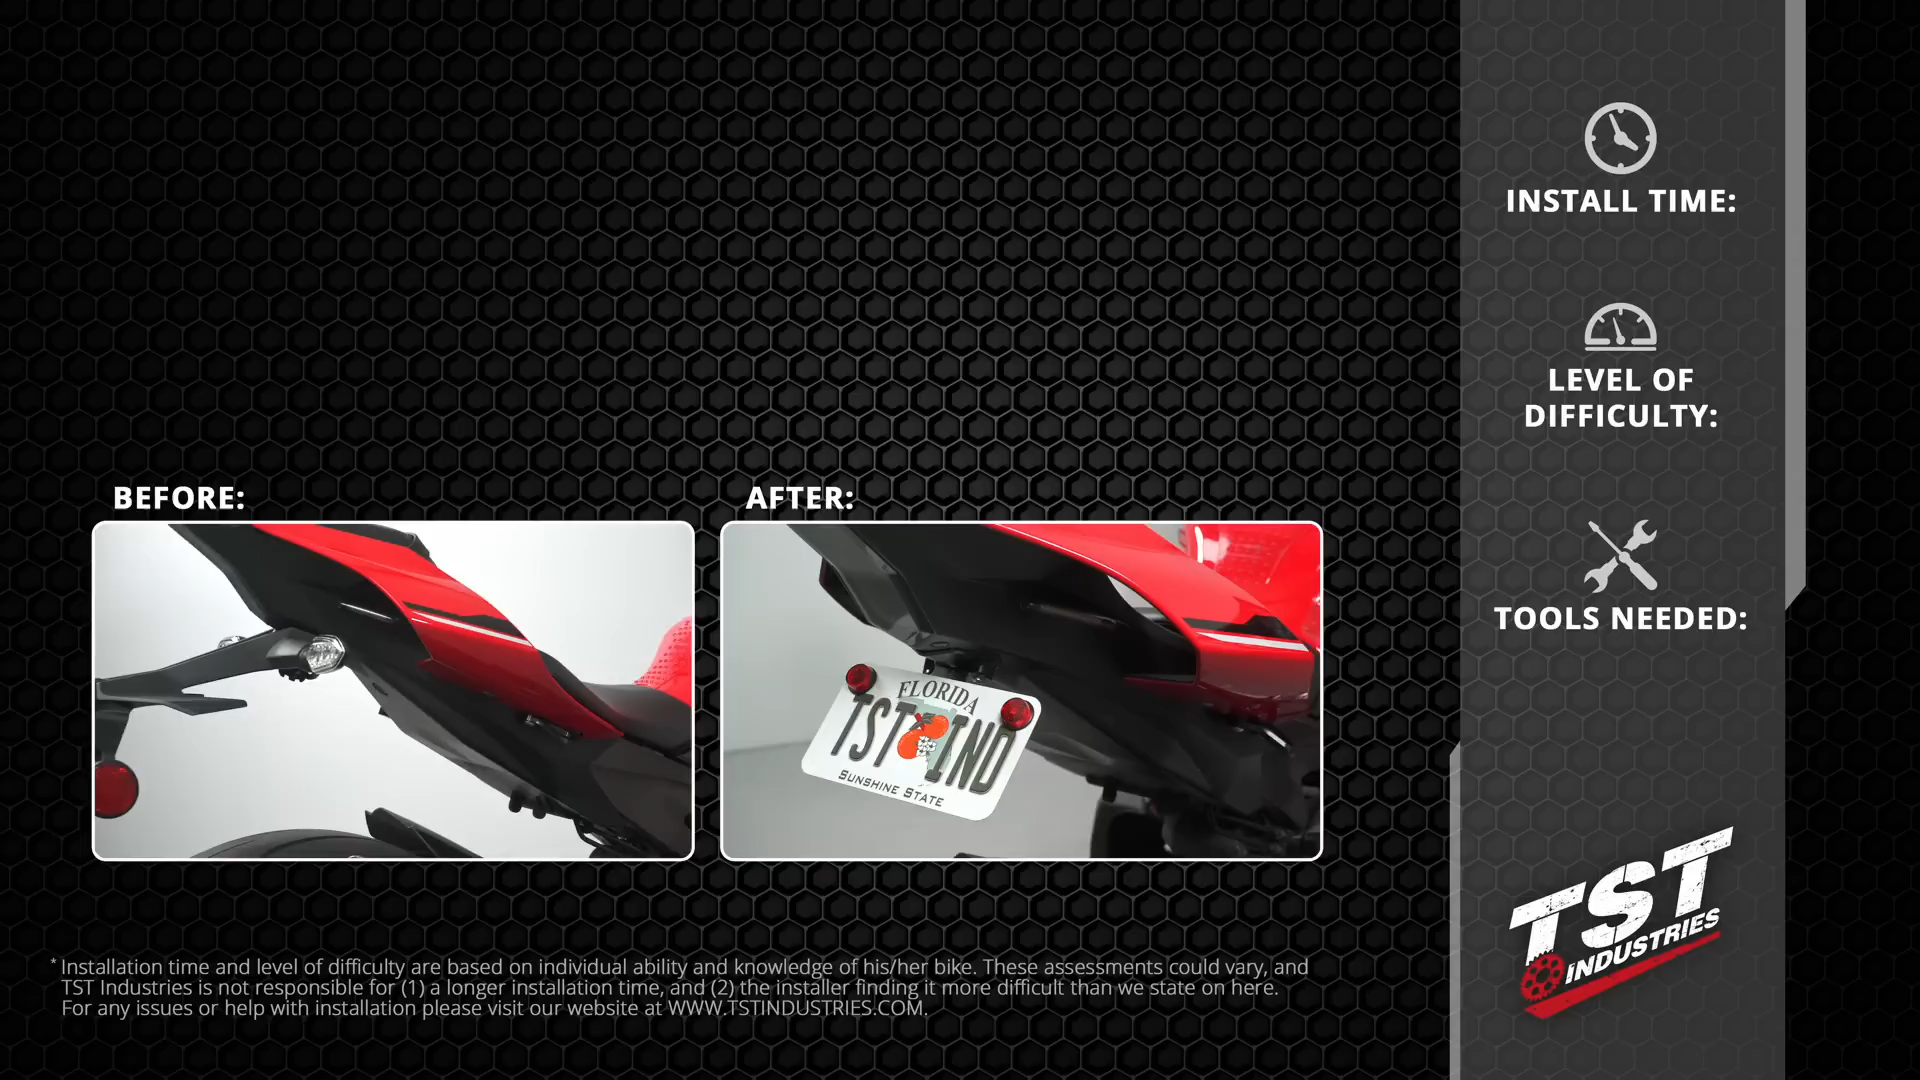 INSTALL TIME:
LEVEL OF
DIFFICULTY:
TOOLS NEEDED:
BEFORE:
AFTER:
FLORIDA
TST IND
SUNSHINE STATE
TST
INDUSTRIES
* Installation time and level of difficulty are based on individual ability and knowledge of his/her bike. These assessments could vary, and
TST Industries is not responsible for (1) a longer installation time, and (2) the installer finding it more difficult than we state on here.
For any issues or help with installation please visit our website at WWW.TSTINDUSTRIES.COM.